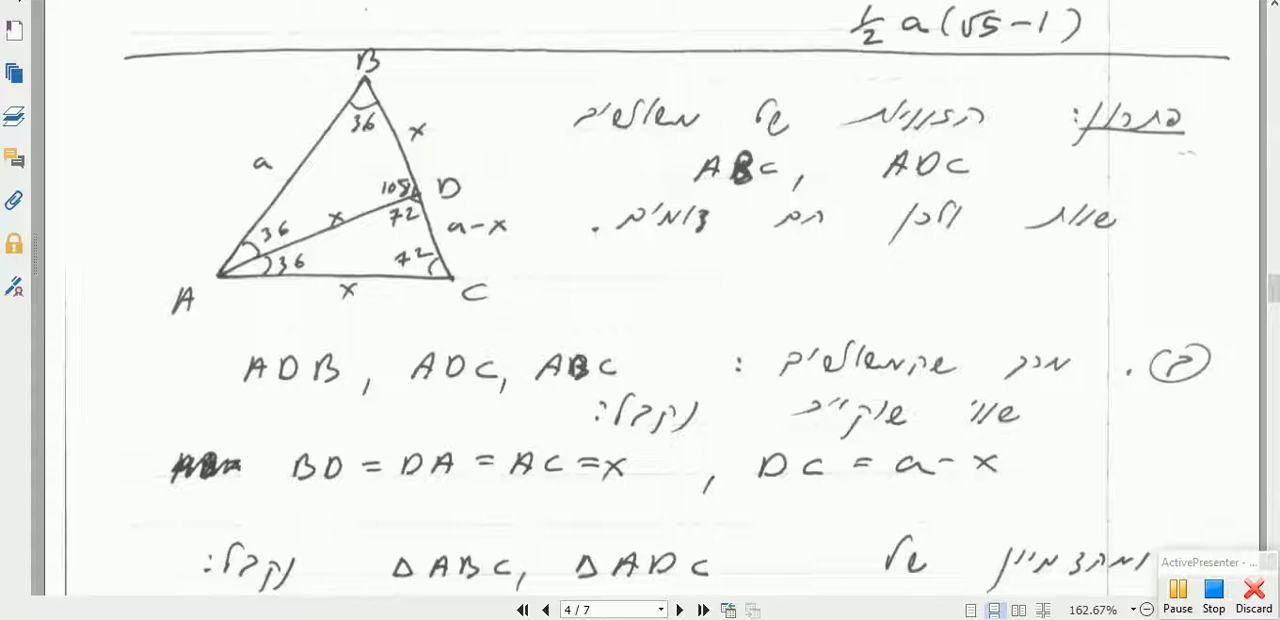 ½ a(√5 - 1)
B
36
x
a
108
D
x
72
a-x
36
36
72
A
x
C
פתרון: הזוויות של משולשים
ABC, ADC
שוות ולכן הם דומים.
(ב). מכך שהמשולשים: ADB, ADC, ABC
שווי שוקיים נקבל:
BD = DA = AC = x, DC = a - x
ומהדמיון של ΔABC, ΔADC נקבל:
ActivePresenter - ...
Pause Stop Discard
4 / 7
162.67%